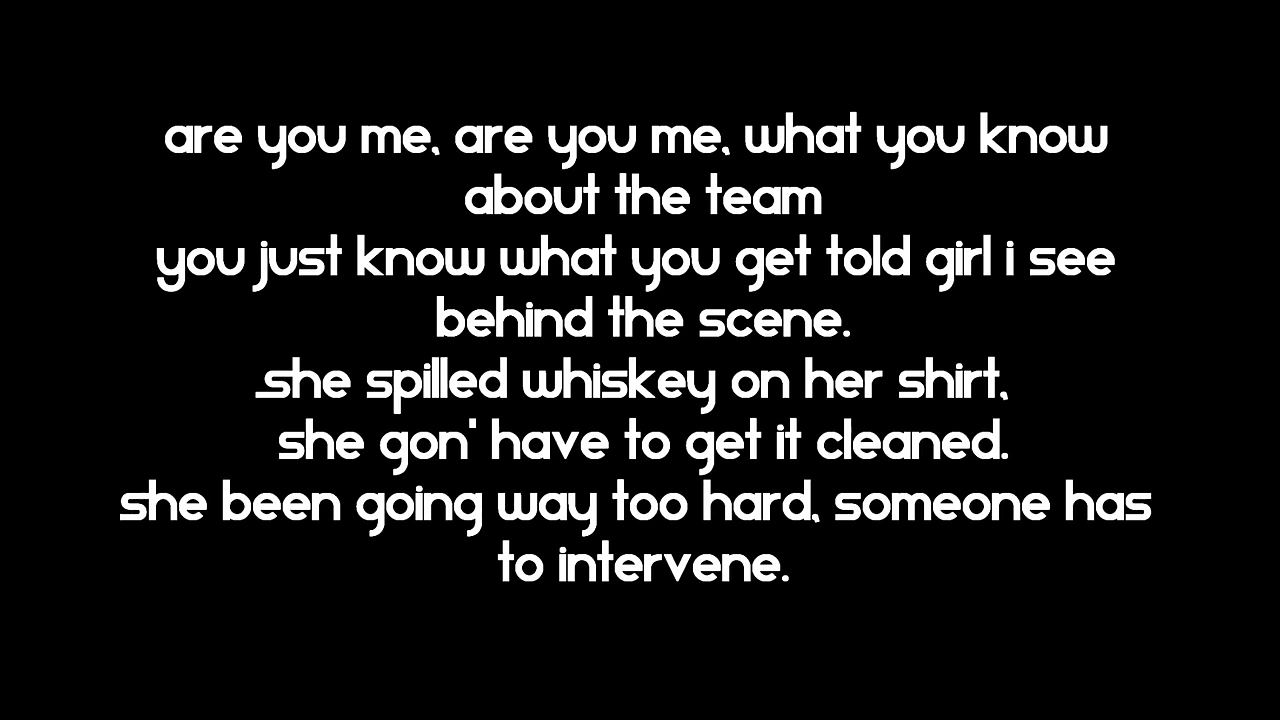 are you me, are you me, what you know
about the team
you just know what you get told girl i see
behind the scene.
she spilled whiskey on her shirt,
she gon' have to get it cleaned.
she been going way too hard, someone has
to intervene.